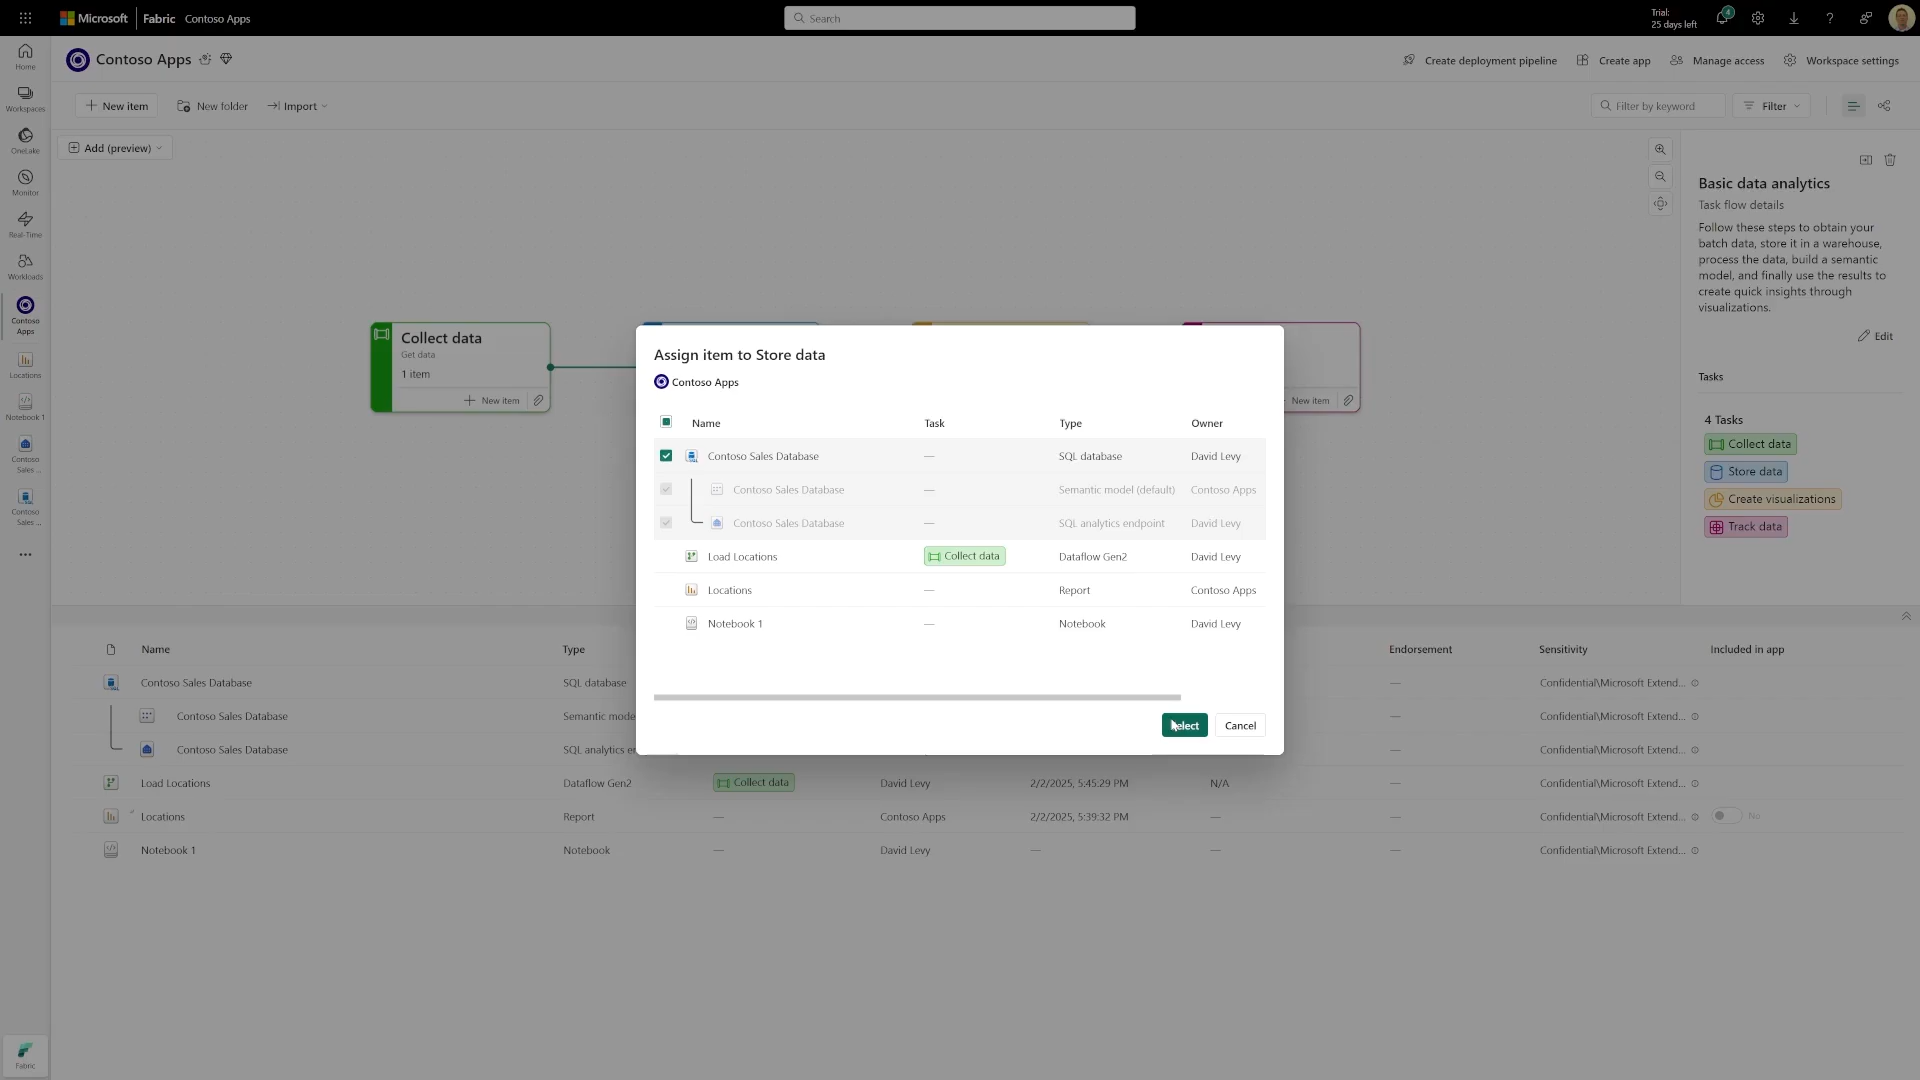 Microsoft Fabric Contoso Apps
Search
Trial:
25 days left
4
Home
Workspaces
OneLake
Monitor
Real-Time
Workloads
Contoso
Apps
Locations
Notebook 1
Contoso
Sales ...
Contoso
Sales ...
Fabric
Contoso Apps
Create deployment pipeline
Create app
Manage access
Workspace settings
New item
New folder
Import
Filter by keyword
Filter
Add (preview)
Collect data
Get data
1 item
New item
New item
Basic data analytics
Task flow details
Follow these steps to obtain your
batch data, store it in a warehouse,
process the data, build a semantic
model, and finally use the results to
create quick insights through
visualizations.
Edit
Tasks
4 Tasks
Collect data
Store data
Create visualizations
Track data
Assign item to Store data
Contoso Apps
Name Task Type Owner
Contoso Sales Database — SQL database David Levy
Contoso Sales Database — Semantic model (default) Contoso Apps
Contoso Sales Database — SQL analytics endpoint David Levy
Load Locations Collect data Dataflow Gen2 David Levy
Locations — Report Contoso Apps
Notebook 1 — Notebook David Levy
Select Cancel
Name Type Endorsement Sensitivity Included in app
Contoso Sales Database SQL database — Confidential\Microsoft Extend...
Contoso Sales Database Semantic mode — Confidential\Microsoft Extend...
Contoso Sales Database SQL analytics en — Confidential\Microsoft Extend...
Load Locations Dataflow Gen2 Collect data David Levy 2/2/2025, 5:45:29 PM N/A — Confidential\Microsoft Extend...
Locations Report — Contoso Apps 2/2/2025, 5:39:32 PM — — Confidential\Microsoft Extend... No
Notebook 1 Notebook — David Levy — — — Confidential\Microsoft Extend...